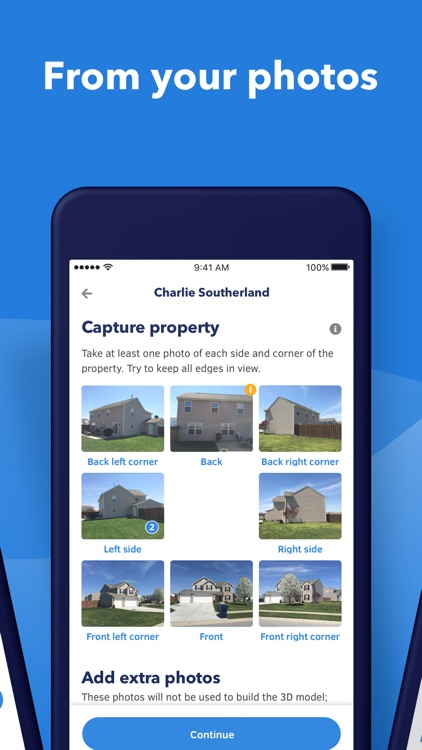 From your photos
9:41 AM
100%
Charlie Southerland
Capture property
Take at least one photo of each side and corner of the
property. Try to keep all edges in view.
Back left corner
Back
Back right corner
2
Left side
Right side
Front left corner
Front
Front right corner
Add extra photos
These photos will not be used to build the 3D model;
Continue